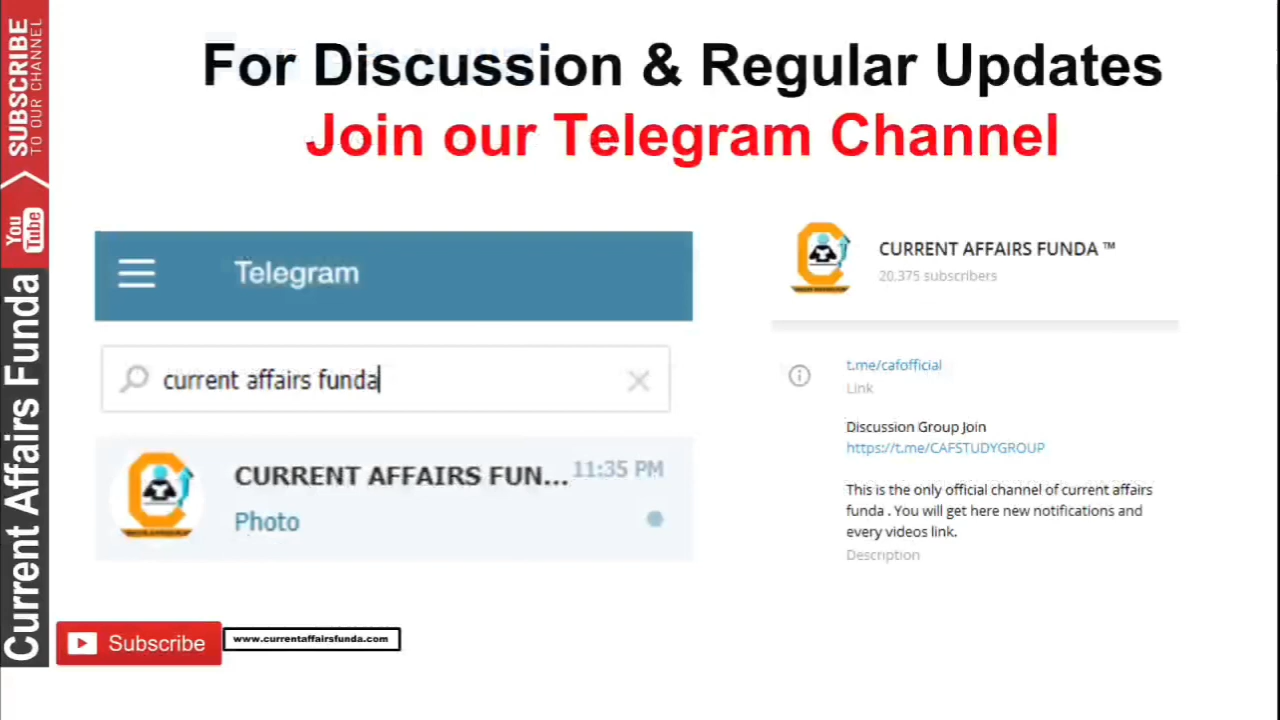 SUBSCRIBE
TO OUR CHANNEL
You
Tube
Current Affairs Funda
For Discussion & Regular Updates
Join our Telegram Channel
Telegram
current affairs funda
CURRENT AFFAIRS FUN... 11:35 PM
Photo
CURRENT AFFAIRS FUNDA ™
20,375 subscribers
t.me/cafofficial
Link
Discussion Group Join
https://t.me/CAFSTUDYGROUP
This is the only official channel of current affairs
funda . You will get here new notifications and
every videos link.
Description
Subscribe
www.currentaffairsfunda.com